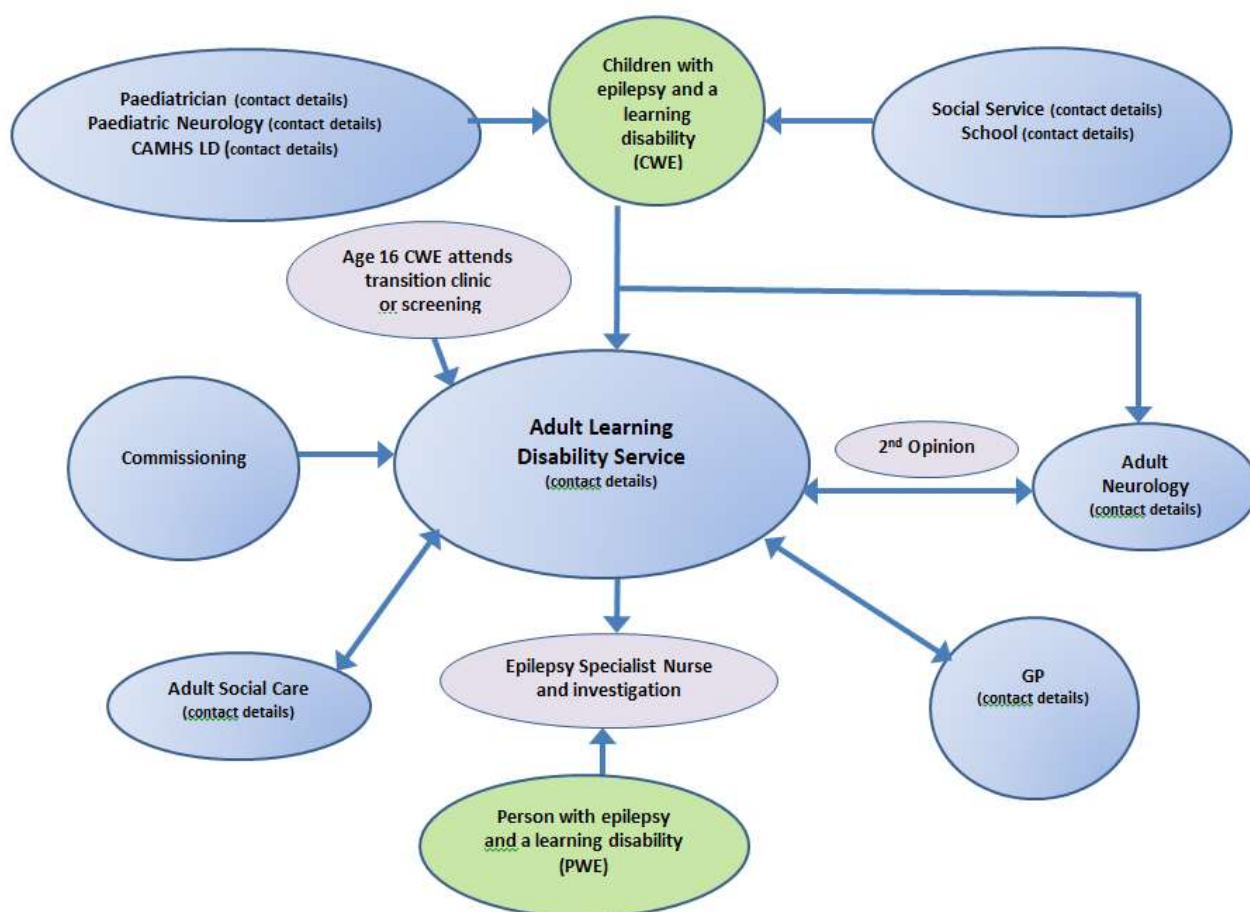 Children with
epilepsy and a
learning
disability
(CWE)
Paediatrician (contact details)
Paediatric Neurology (contact details)
CAMHS LD (contact details)
Social Service (contact details)
School (contact details)
Age 16 CWE attends
transition clinic
or screening
Commissioning
Adult Learning
Disability Service
(contact details)
2nd Opinion
Adult
Neurology
(contact details)
Adult Social Care
(contact details)
Epilepsy Specialist Nurse
and investigation
GP
(contact details)
Person with epilepsy
and a learning disability
(PWE)